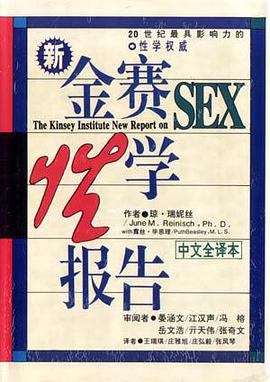 20世纪最具影响力的
性学权威
新
金赛
SEX
The Kinsey Institute New Report on
性学
报告
作者●琼·瑞妮丝
/June M. Reinisch, Ph. D.
with露丝·毕思理/RuthBeasley, M. L. S.
中文全译本
审阅者●晏涵文/江汉声/冯榕
岳文浩/亓天伟/张奇文
译者●王瑞琪/庄雅旭/庄弘毅/张凤琴